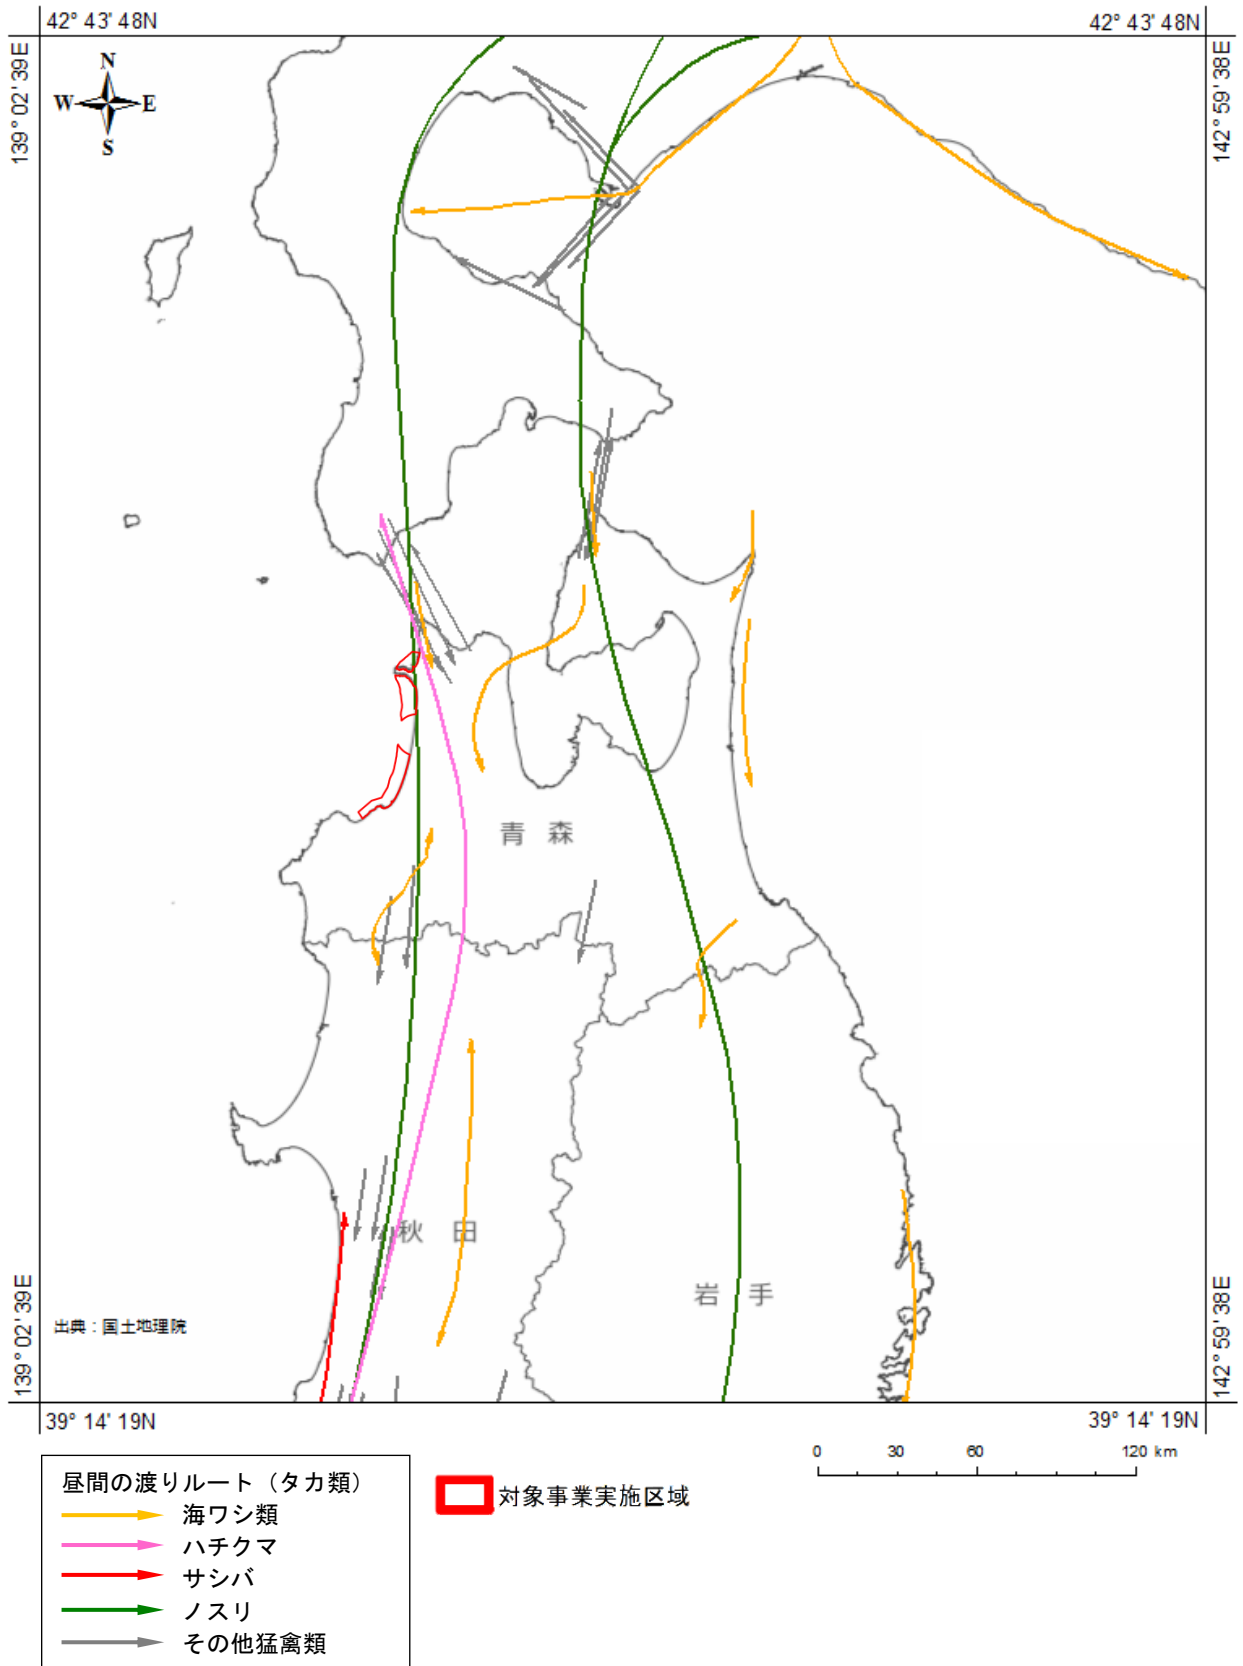 42° 43' 48N
42° 43' 48N
139° 02' 39E
142° 59' 38E
N
W E
S
青 森
秋 田
岩 手
139° 02' 39E
142° 59' 38E
出典：国土地理院
39° 14' 19N
39° 14' 19N
0 30 60 120 km
昼間の渡りルート（タカ類）
海ワシ類
ハチクマ
サシバ
ノスリ
その他猛禽類
対象事業実施区域